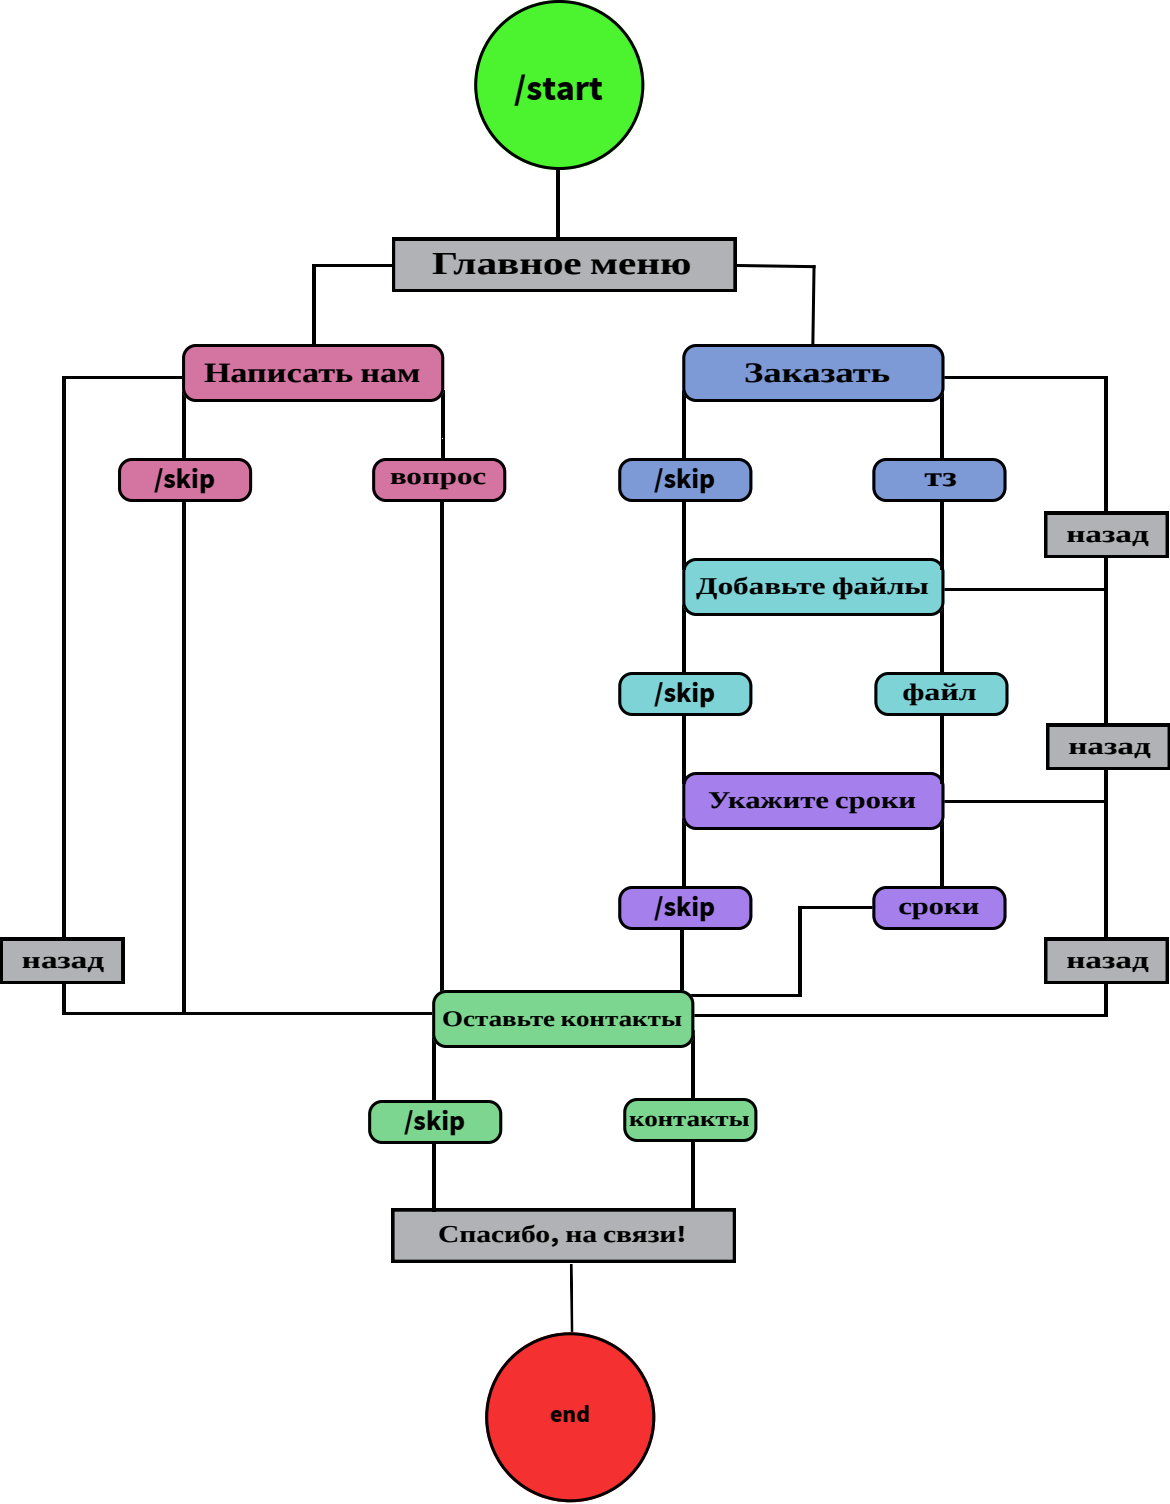 /start
Главное меню
Написать нам
Заказать
/skip
вопрос
/skip
тз
назад
Добавьте файлы
/skip
файл
назад
Укажите сроки
/skip
сроки
назад
назад
Оставьте контакты
/skip
контакты
Спасибо, на связи!
end